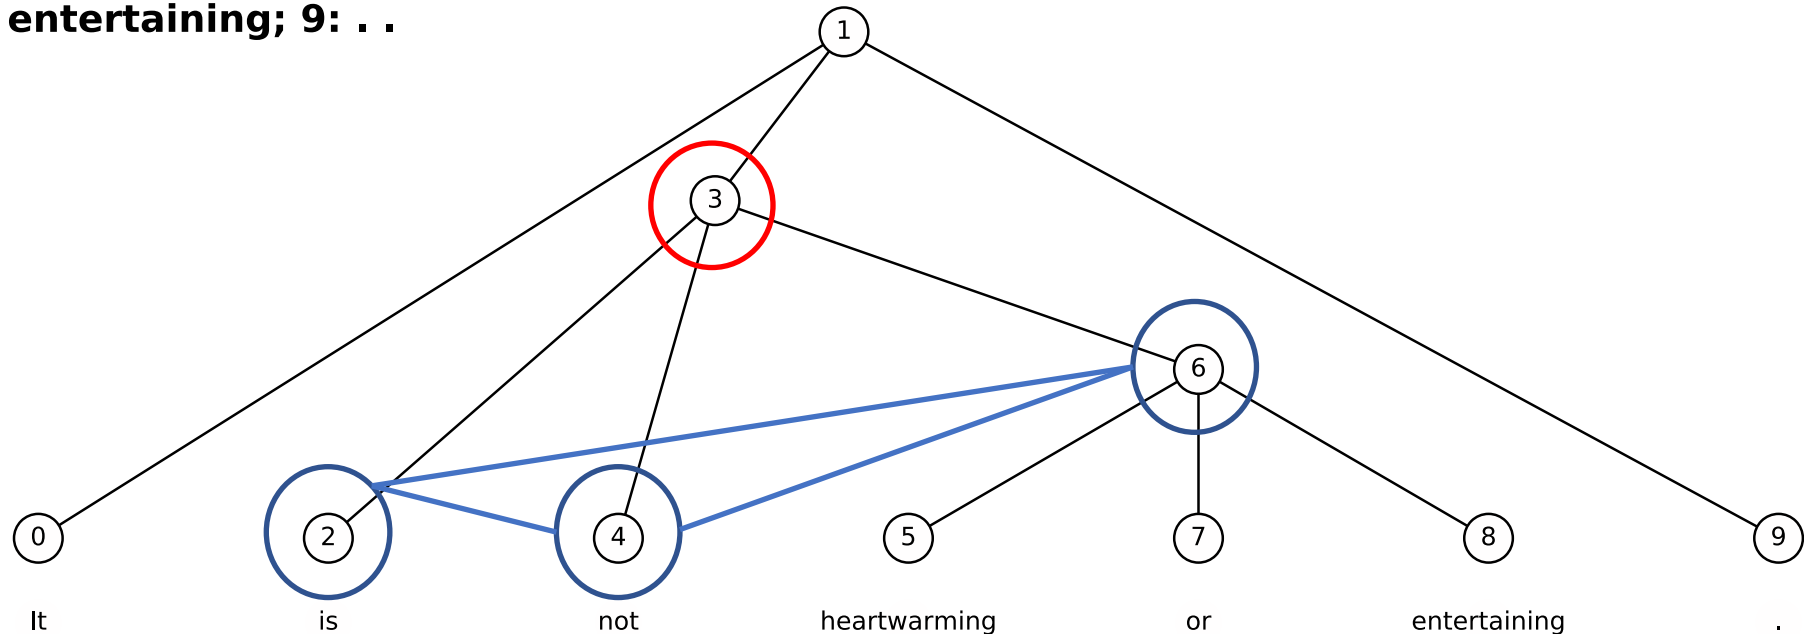 entertaining; 9: . .
1
3
6
0 2 4 5 7 8 9
It is not heartwarming or entertaining .